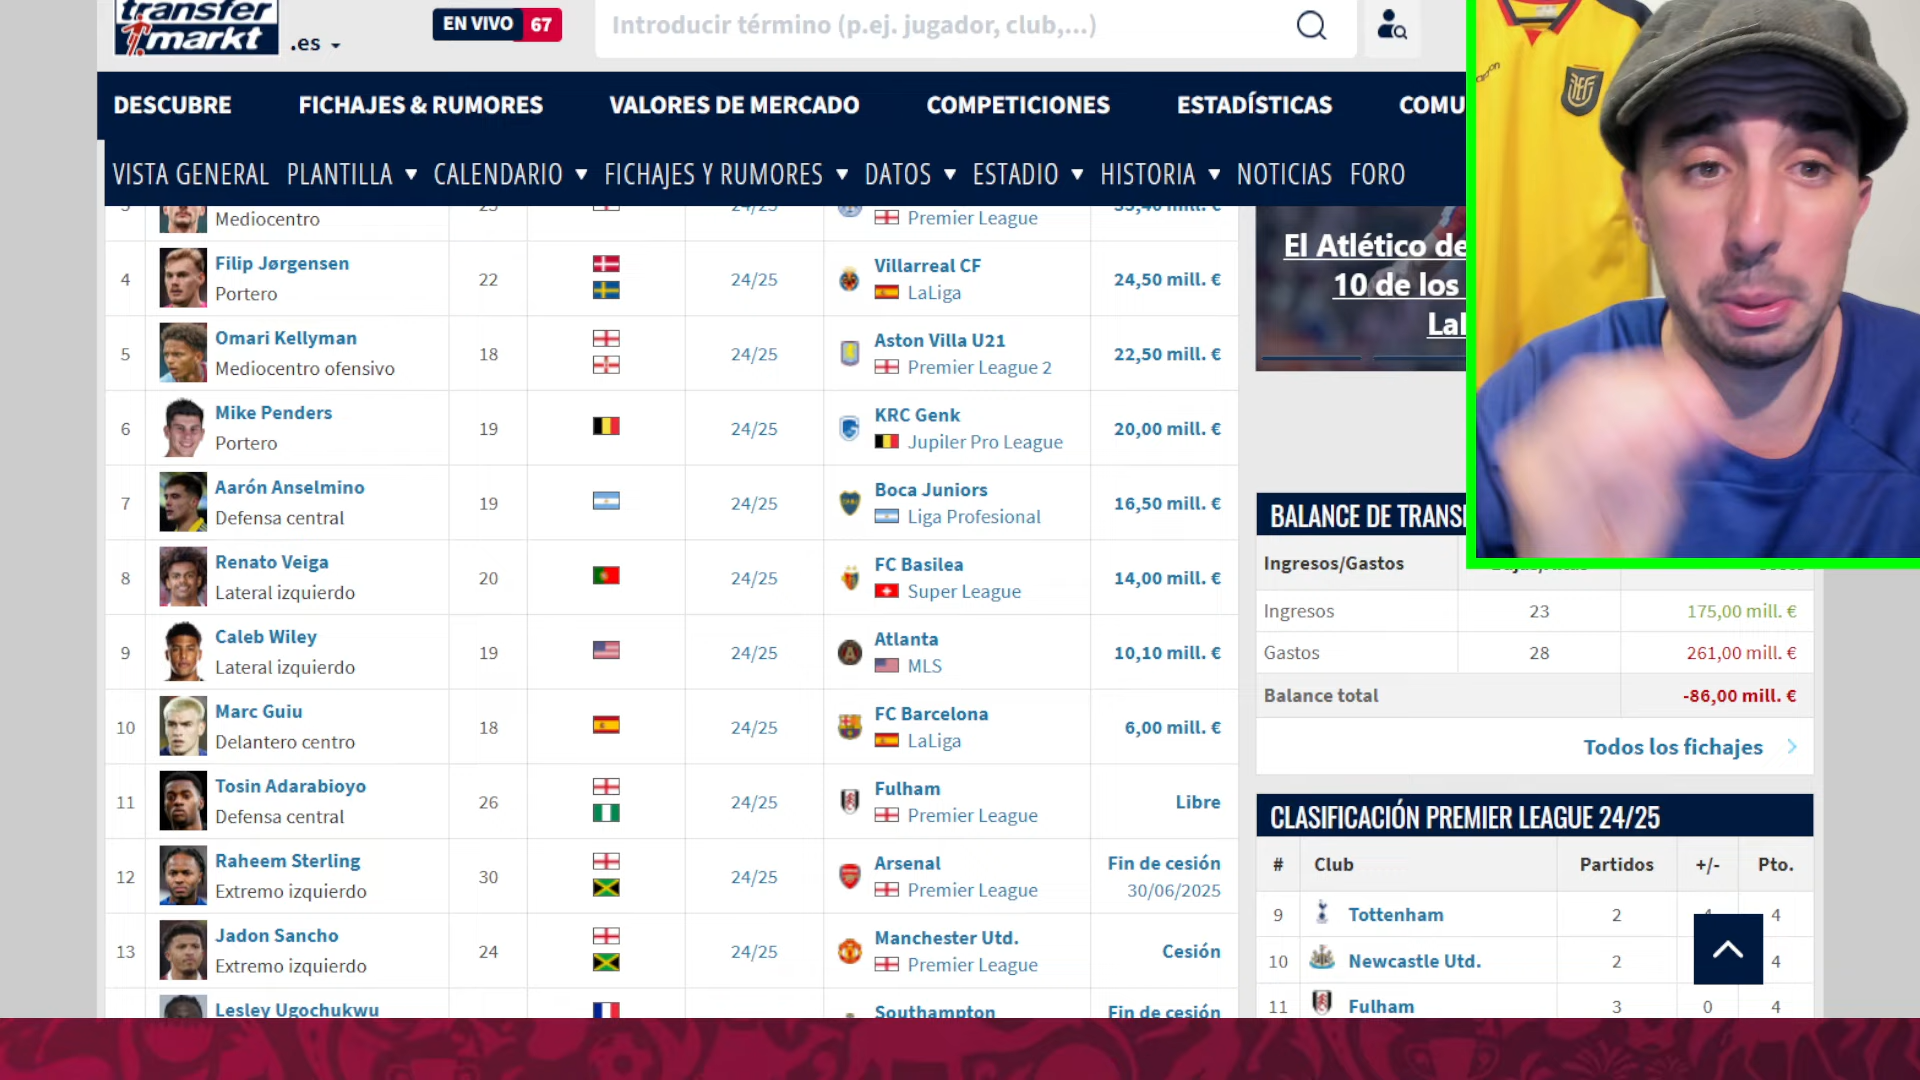 transfer
markt
.es
EN VIVO 67
Introducir término (p.ej. jugador, club,...)
DESCUBRE FICHAJES & RUMORES VALORES DE MERCADO COMPETICIONES ESTADÍSTICAS COMU
VISTA GENERAL PLANTILLA CALENDARIO FICHAJES Y RUMORES DATOS ESTADIO HISTORIA NOTICIAS FORO
Mediocentro
Premier League
4 Filip Jørgensen Portero 22 24/25 Villarreal CF LaLiga 24,50 mill. €
5 Omari Kellyman Mediocentro ofensivo 18 24/25 Aston Villa U21 Premier League 2 22,50 mill. €
6 Mike Penders Portero 19 24/25 KRC Genk Jupiler Pro League 20,00 mill. €
7 Aarón Anselmino Defensa central 19 24/25 Boca Juniors Liga Profesional 16,50 mill. €
8 Renato Veiga Lateral izquierdo 20 24/25 FC Basilea Super League 14,00 mill. €
9 Caleb Wiley Lateral izquierdo 19 24/25 Atlanta MLS 10,10 mill. €
10 Marc Guiu Delantero centro 18 24/25 FC Barcelona LaLiga 6,00 mill. €
11 Tosin Adarabioyo Defensa central 26 24/25 Fulham Premier League Libre
12 Raheem Sterling Extremo izquierdo 30 24/25 Arsenal Premier League Fin de cesión 30/06/2025
13 Jadon Sancho Extremo izquierdo 24 24/25 Manchester Utd. Premier League Cesión
Lesley Ugochukwu Southampton Fin de cesión
El Atlético de
10 de los
Lal
BALANCE DE TRANSF
Ingresos/Gastos
Ingresos 23 175,00 mill. €
Gastos 28 261,00 mill. €
Balance total -86,00 mill. €
Todos los fichajes
CLASIFICACIÓN PREMIER LEAGUE 24/25
# Club Partidos +/- Pto.
9 Tottenham 2 4
10 Newcastle Utd. 2 4
11 Fulham 3 0 4